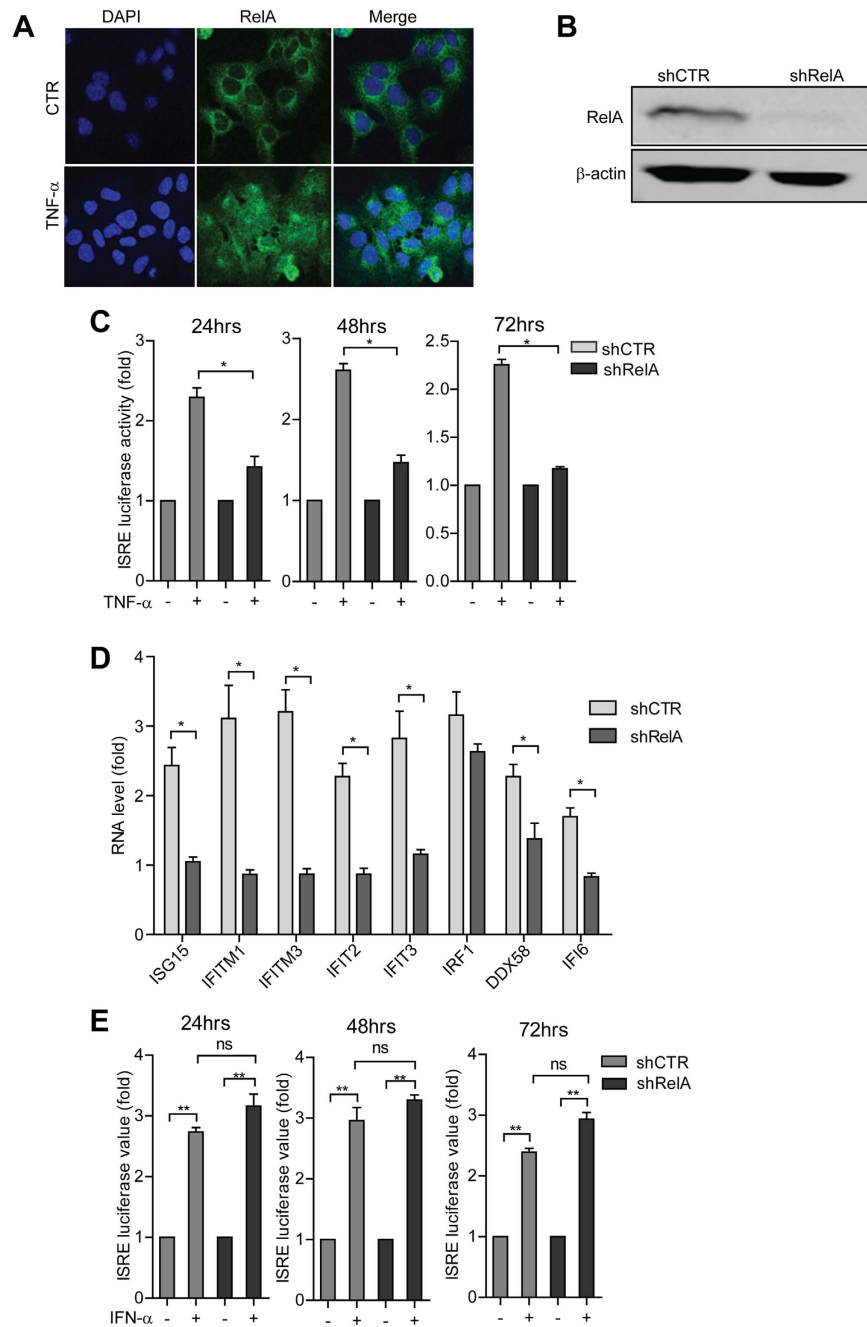 A
DAPI
RelA
Merge
CTR
TNF-α
B
shCTR
shRelA
RelA
β-actin
C
24hrs
48hrs
72hrs
shCTR
shRelA
ISRE luciferase activity (fold)
3
2
1
0
*
3
2
1
0
*
2.5
2.0
1.5
1.0
0.5
0.0
*
TNF-α - + - + - + - + - + - +
D
shCTR
shRelA
RNA level (fold)
4
3
2
1
0
* * * * * * *
ISG15
IFITM1
IFITM3
IFIT2
IFIT3
IRF1
DDX58
IFI6
E
24hrs
48hrs
72hrs
shCTR
shRelA
ISRE luciferase value (fold)
4
3
2
1
0
ns
** **
ISRE luciferase value (fold)
4
3
2
1
0
ns
** **
ISRE luciferase value (fold)
4
3
2
1
0
ns
** **
IFN-α - + - + - + - + - + - +